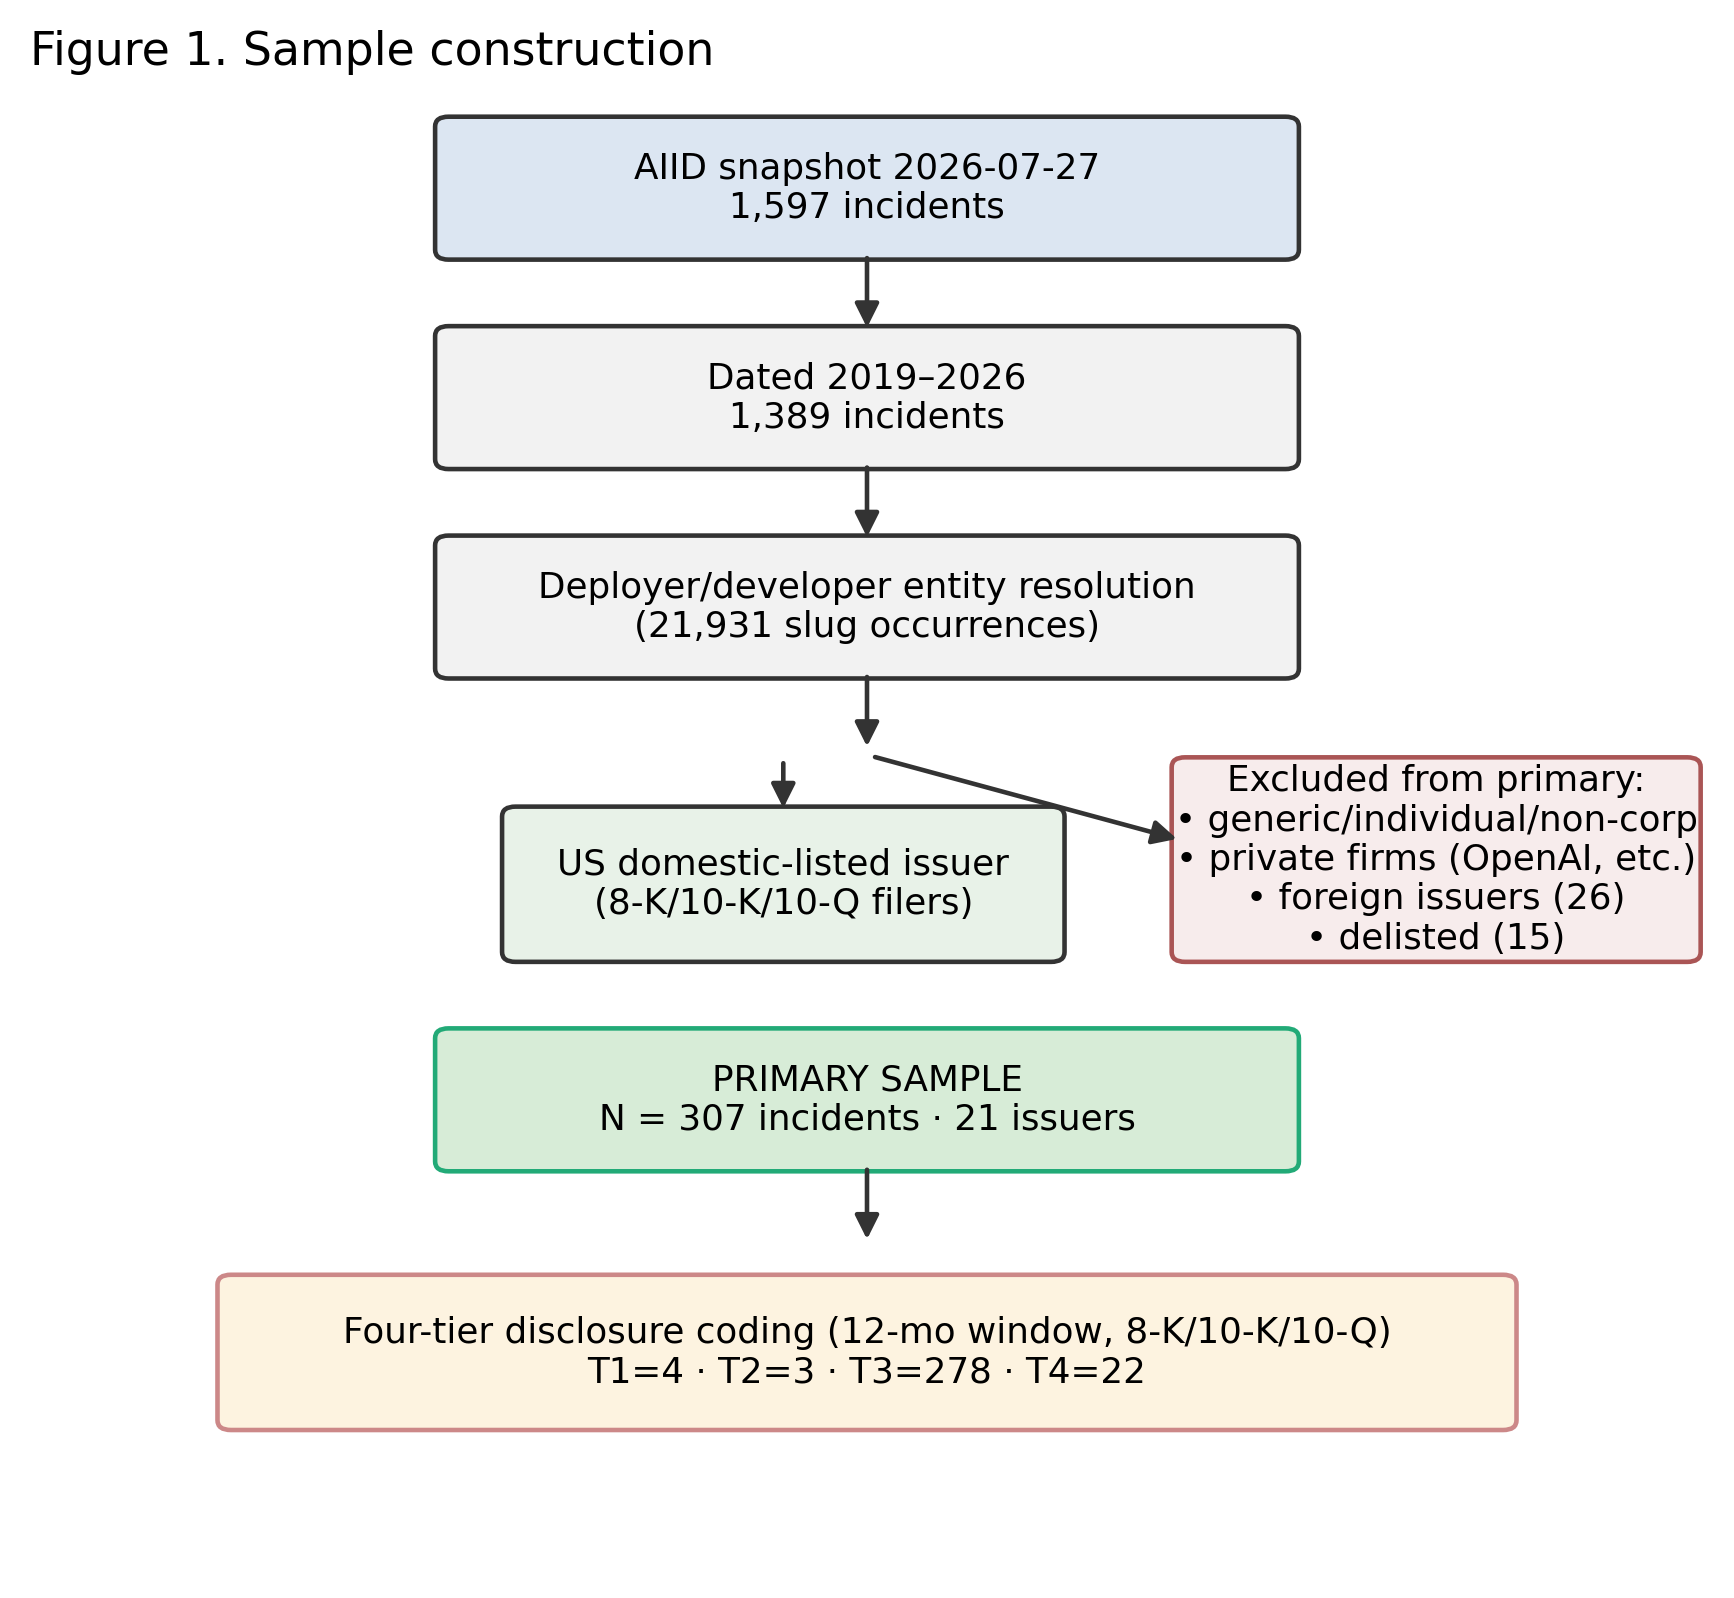 Figure 1. Sample construction
AIID snapshot 2026-07-27
1,597 incidents
Dated 2019–2026
1,389 incidents
Deployer/developer entity resolution
(21,931 slug occurrences)
Excluded from primary:
• generic/individual/non-corp
• private firms (OpenAI, etc.)
• foreign issuers (26)
• delisted (15)
US domestic-listed issuer
(8-K/10-K/10-Q filers)
PRIMARY SAMPLE
N = 307 incidents · 21 issuers
Four-tier disclosure coding (12-mo window, 8-K/10-K/10-Q)
T1=4 · T2=3 · T3=278 · T4=22